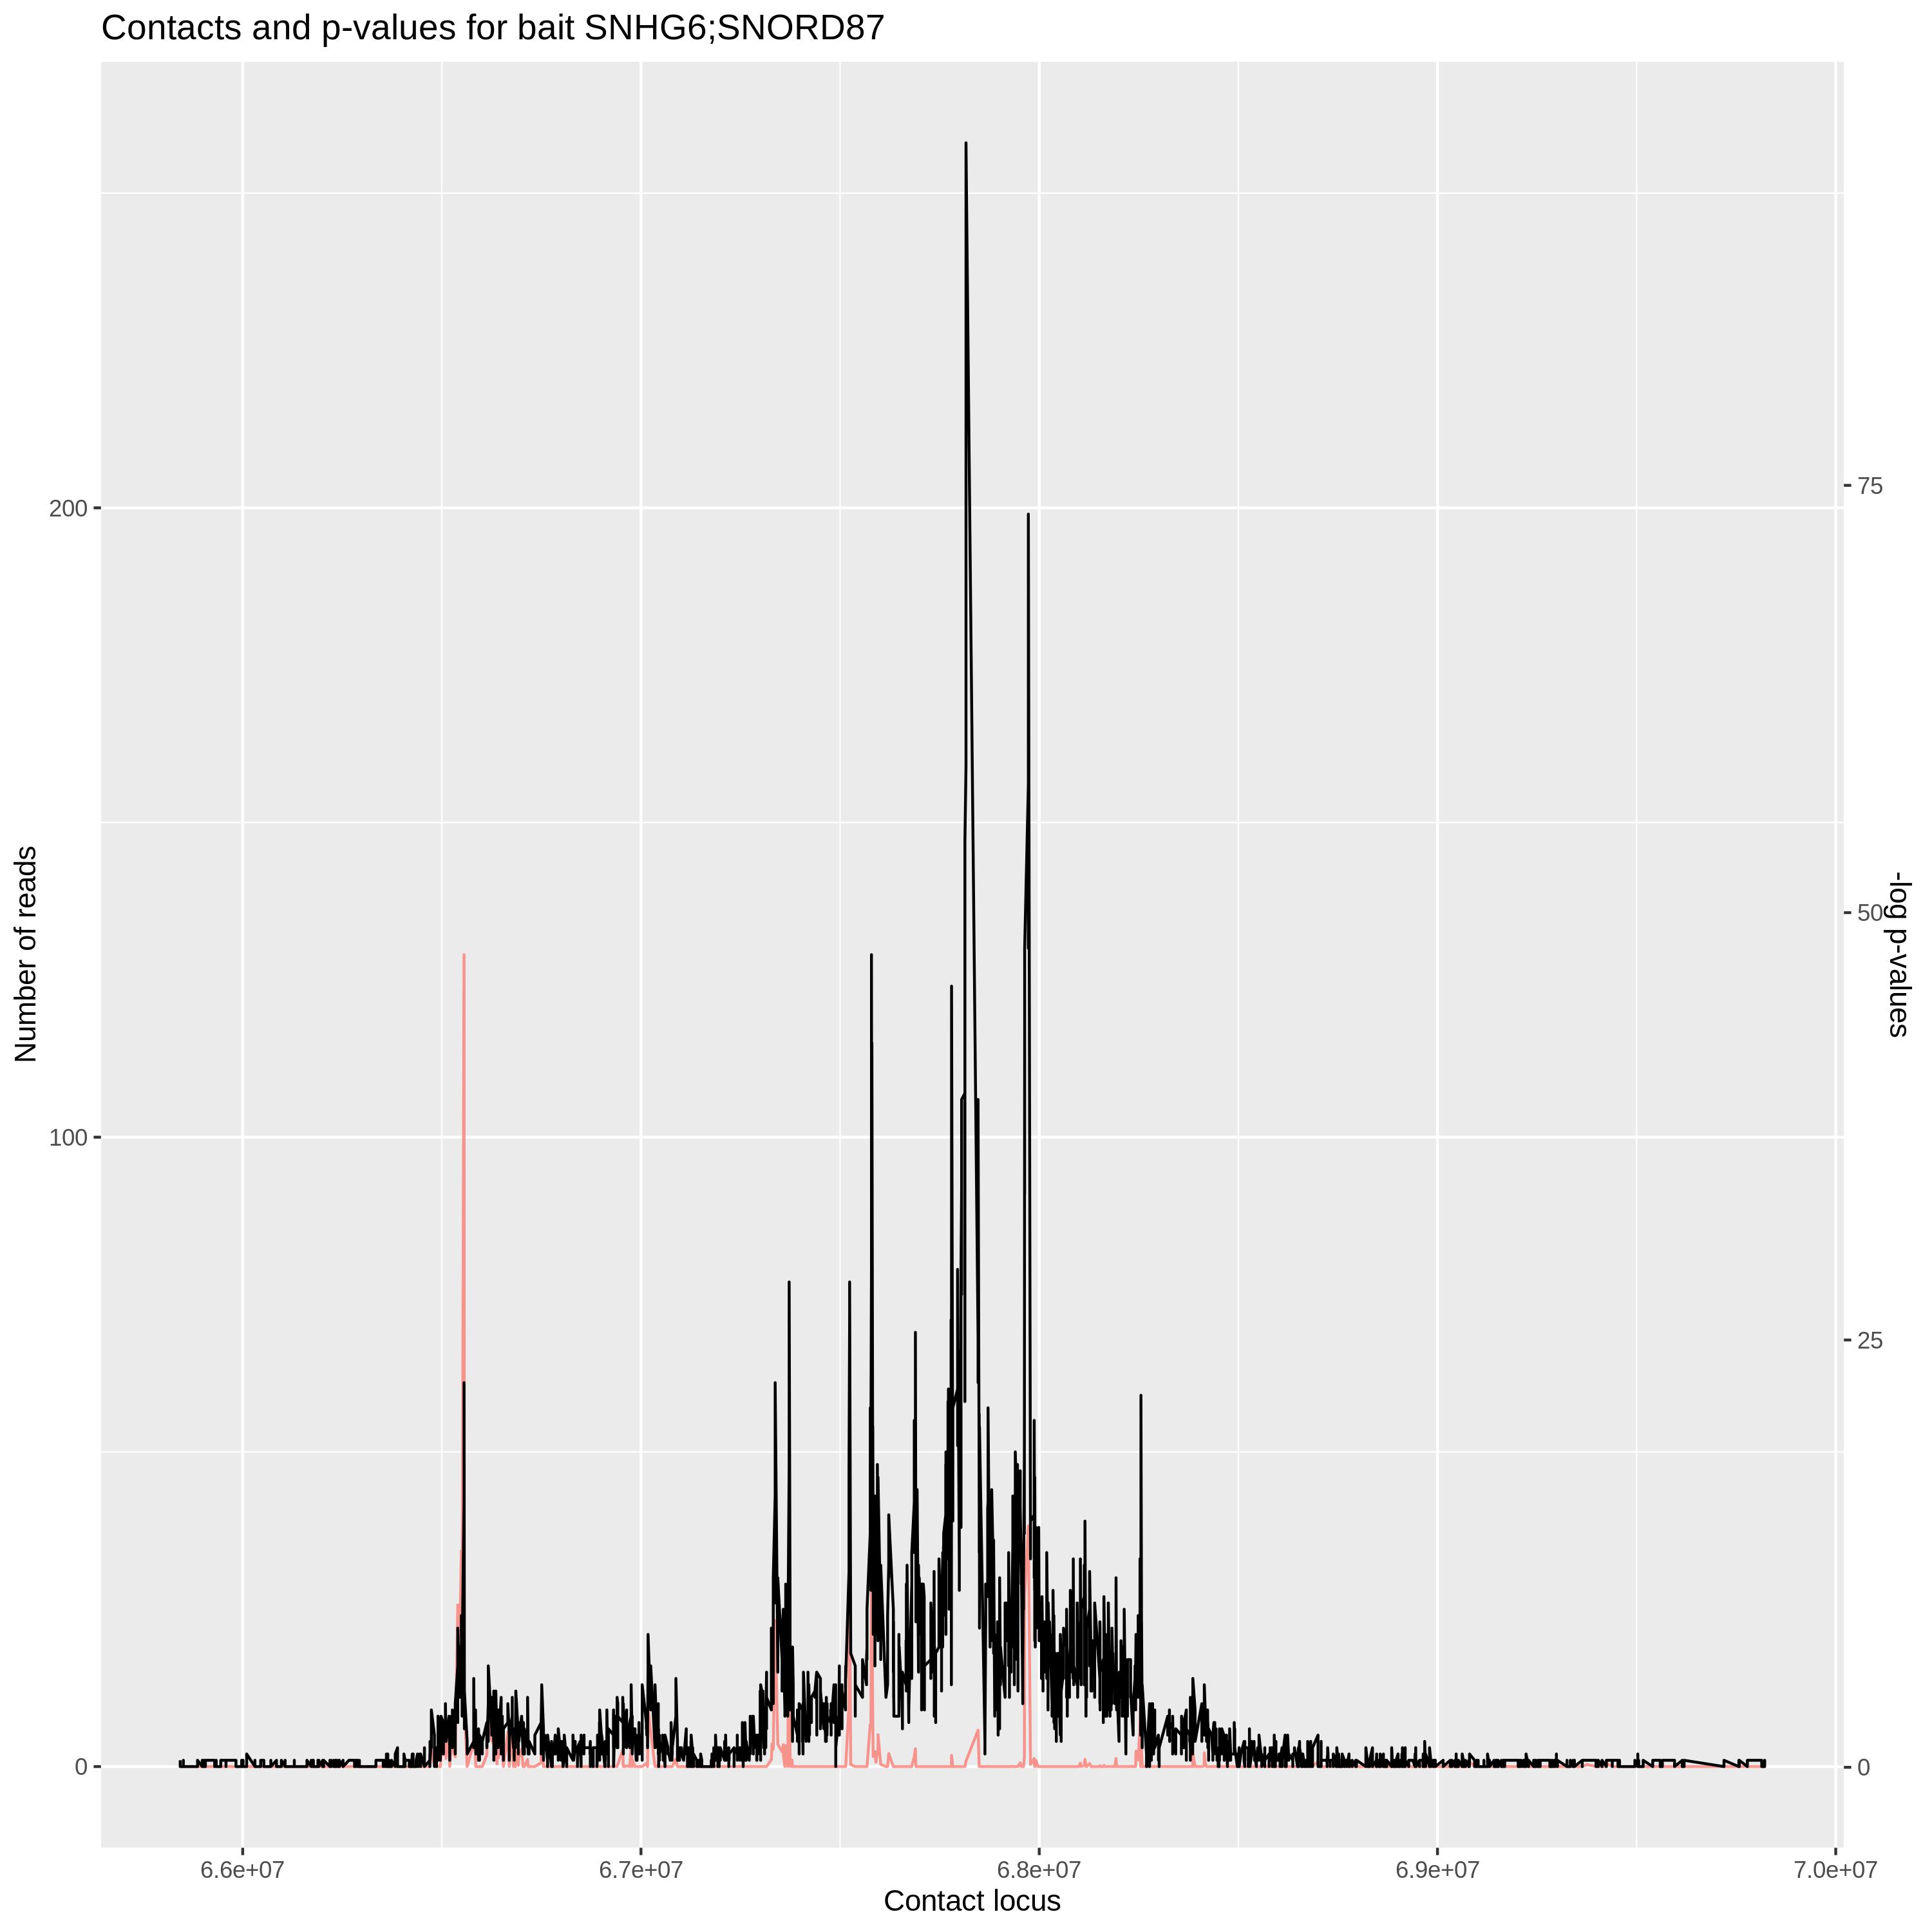 Contacts and p-values for bait SNHG6;SNORD87
Number of reads
200
100
0
75
50
25
0
-log p-values
6.6e+07
6.7e+07
6.8e+07
6.9e+07
7.0e+07
Contact locus